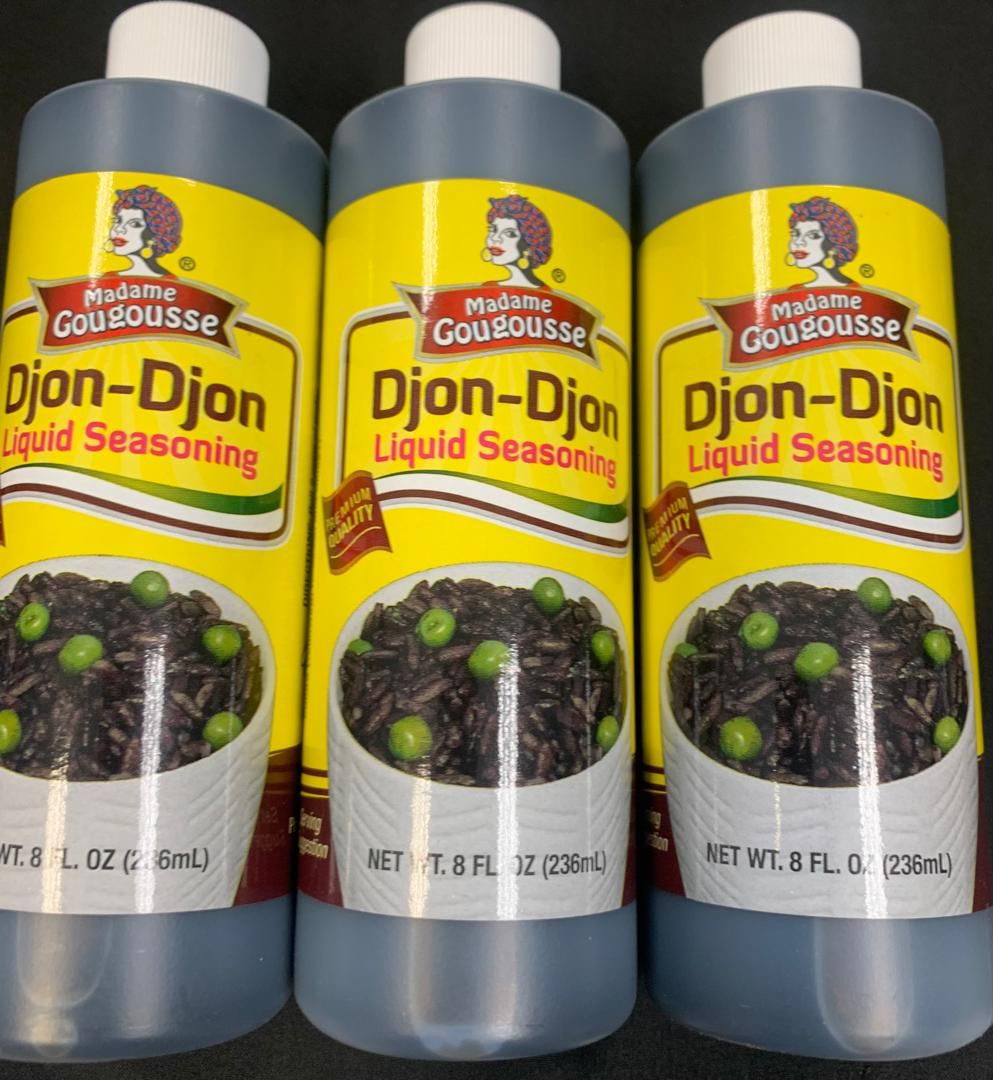 ®
Madame
Gougousse
Djon-Djon
Liquid Seasoning
WT. 8 FL. OZ (236mL)
®
Madame
Gougousse
Djon-Djon
Liquid Seasoning
PREMIUM
QUALITY
NET WT. 8 FL. OZ (236mL)
®
Madame
Gougousse
Djon-Djon
Liquid Seasoning
PREMIUM
QUALITY
NET WT. 8 FL. OZ (236mL)